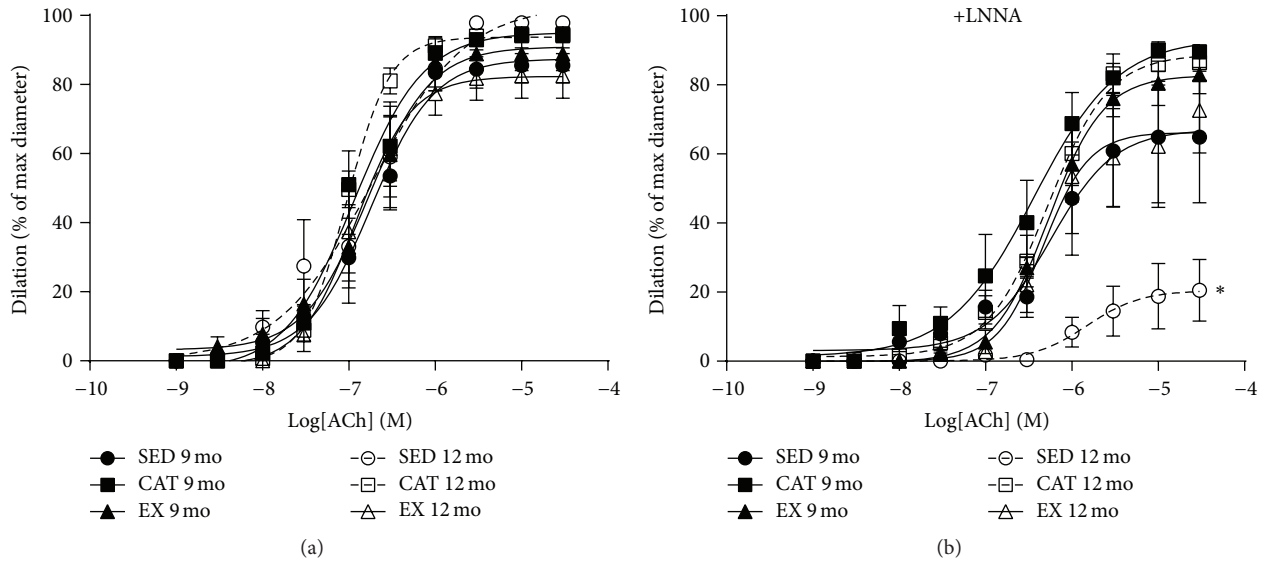 100
80
60
40
20
0
Dilation (% of max diameter)
−10 −9 −8 −7 −6 −5 −4
Log[ACh] (M)
SED 9 mo SED 12 mo
CAT 9 mo CAT 12 mo
EX 9 mo EX 12 mo
(a)
+LNNA
100
80
60
40
20
0
Dilation (% of max diameter)
*
−10 −9 −8 −7 −6 −5 −4
Log[ACh] (M)
SED 9 mo SED 12 mo
CAT 9 mo CAT 12 mo
EX 9 mo EX 12 mo
(b)